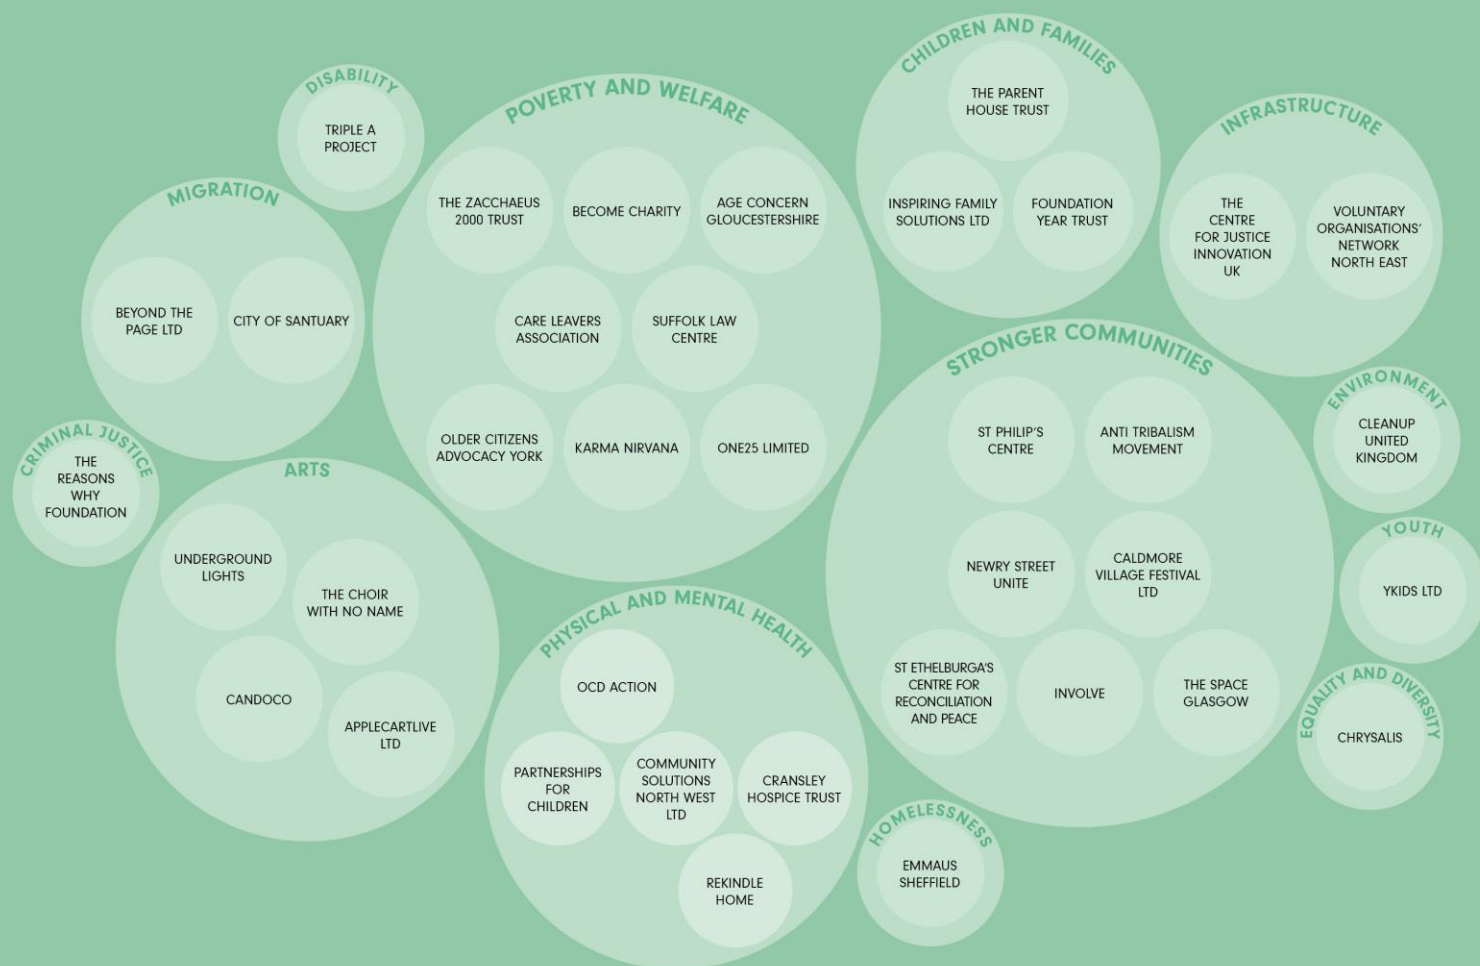 DISABILITY
TRIPLE A
PROJECT
POVERTY AND WELFARE
THE ZACCHAEUS
2000 TRUST
BECOME CHARITY
AGE CONCERN
GLOUCESTERSHIRE
CARE LEAVERS
ASSOCIATION
SUFFOLK LAW
CENTRE
OLDER CITIZENS
ADVOCACY YORK
KARMA NIRVANA
ONE25 LIMITED
CHILDREN AND FAMILIES
THE PARENT
HOUSE TRUST
INSPIRING FAMILY
SOLUTIONS LTD
FOUNDATION
YEAR TRUST
INFRASTRUCTURE
THE
CENTRE
FOR JUSTICE
INNOVATION
UK
VOLUNTARY
ORGANISATIONS'
NETWORK
NORTH EAST
MIGRATION
BEYOND THE
PAGE LTD
CITY OF SANTUARY
CRIMINAL JUSTICE
THE
REASONS
WHY
FOUNDATION
ARTS
UNDERGROUND
LIGHTS
THE CHOIR
WITH NO NAME
CANDOCO
APPLECARTLIVE
LTD
STRONGER COMMUNITIES
ST PHILIP'S
CENTRE
ANTI TRIBALISM
MOVEMENT
NEWRY STREET
UNITE
CALDMORE
VILLAGE FESTIVAL
LTD
ST ETHELBURGA'S
CENTRE FOR
RECONCILIATION
AND PEACE
INVOLVE
THE SPACE
GLASGOW
ENVIRONMENT
CLEANUP
UNITED
KINGDOM
YOUTH
YKIDS LTD
EQUALITY AND DIVERSITY
CHRYSALIS
PHYSICAL AND MENTAL HEALTH
OCD ACTION
PARTNERSHIPS
FOR
CHILDREN
COMMUNITY
SOLUTIONS
NORTH WEST
LTD
CRANSLEY
HOSPICE TRUST
REKINDLE
HOME
HOMELESSNESS
EMMAUS
SHEFFIELD